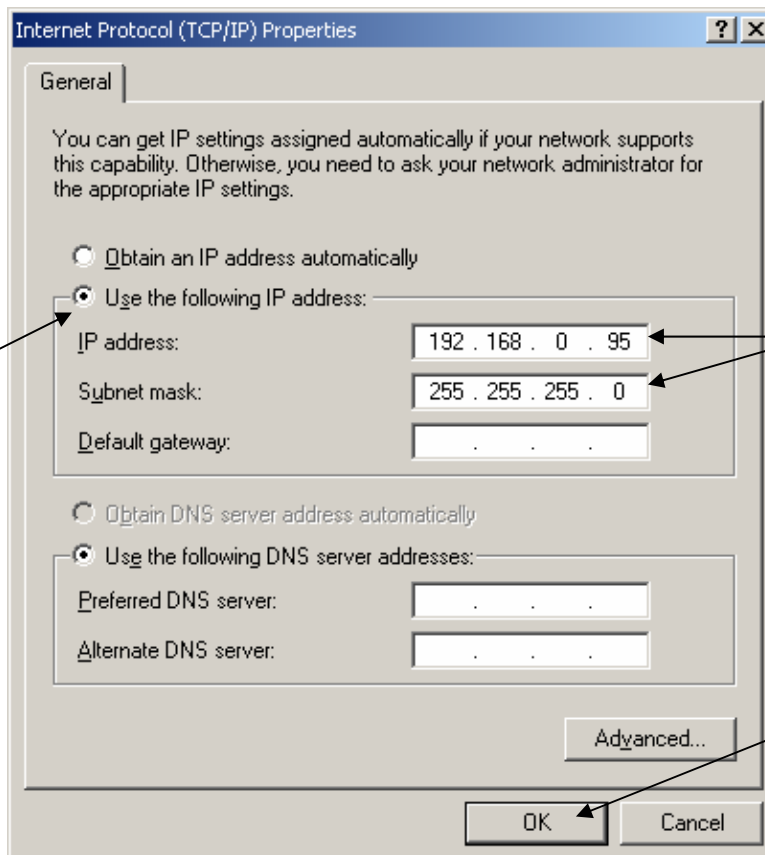 Internet Protocol (TCP/IP) Properties
General
You can get IP settings assigned automatically if your network supports
this capability. Otherwise, you need to ask your network administrator for
the appropriate IP settings.
Obtain an IP address automatically
Use the following IP address:
IP address: 192 . 168 . 0 . 95
Subnet mask: 255 . 255 . 255 . 0
Default gateway: . . .
Obtain DNS server address automatically
Use the following DNS server addresses:
Preferred DNS server: . . .
Alternate DNS server: . . .
Advanced...
OK Cancel